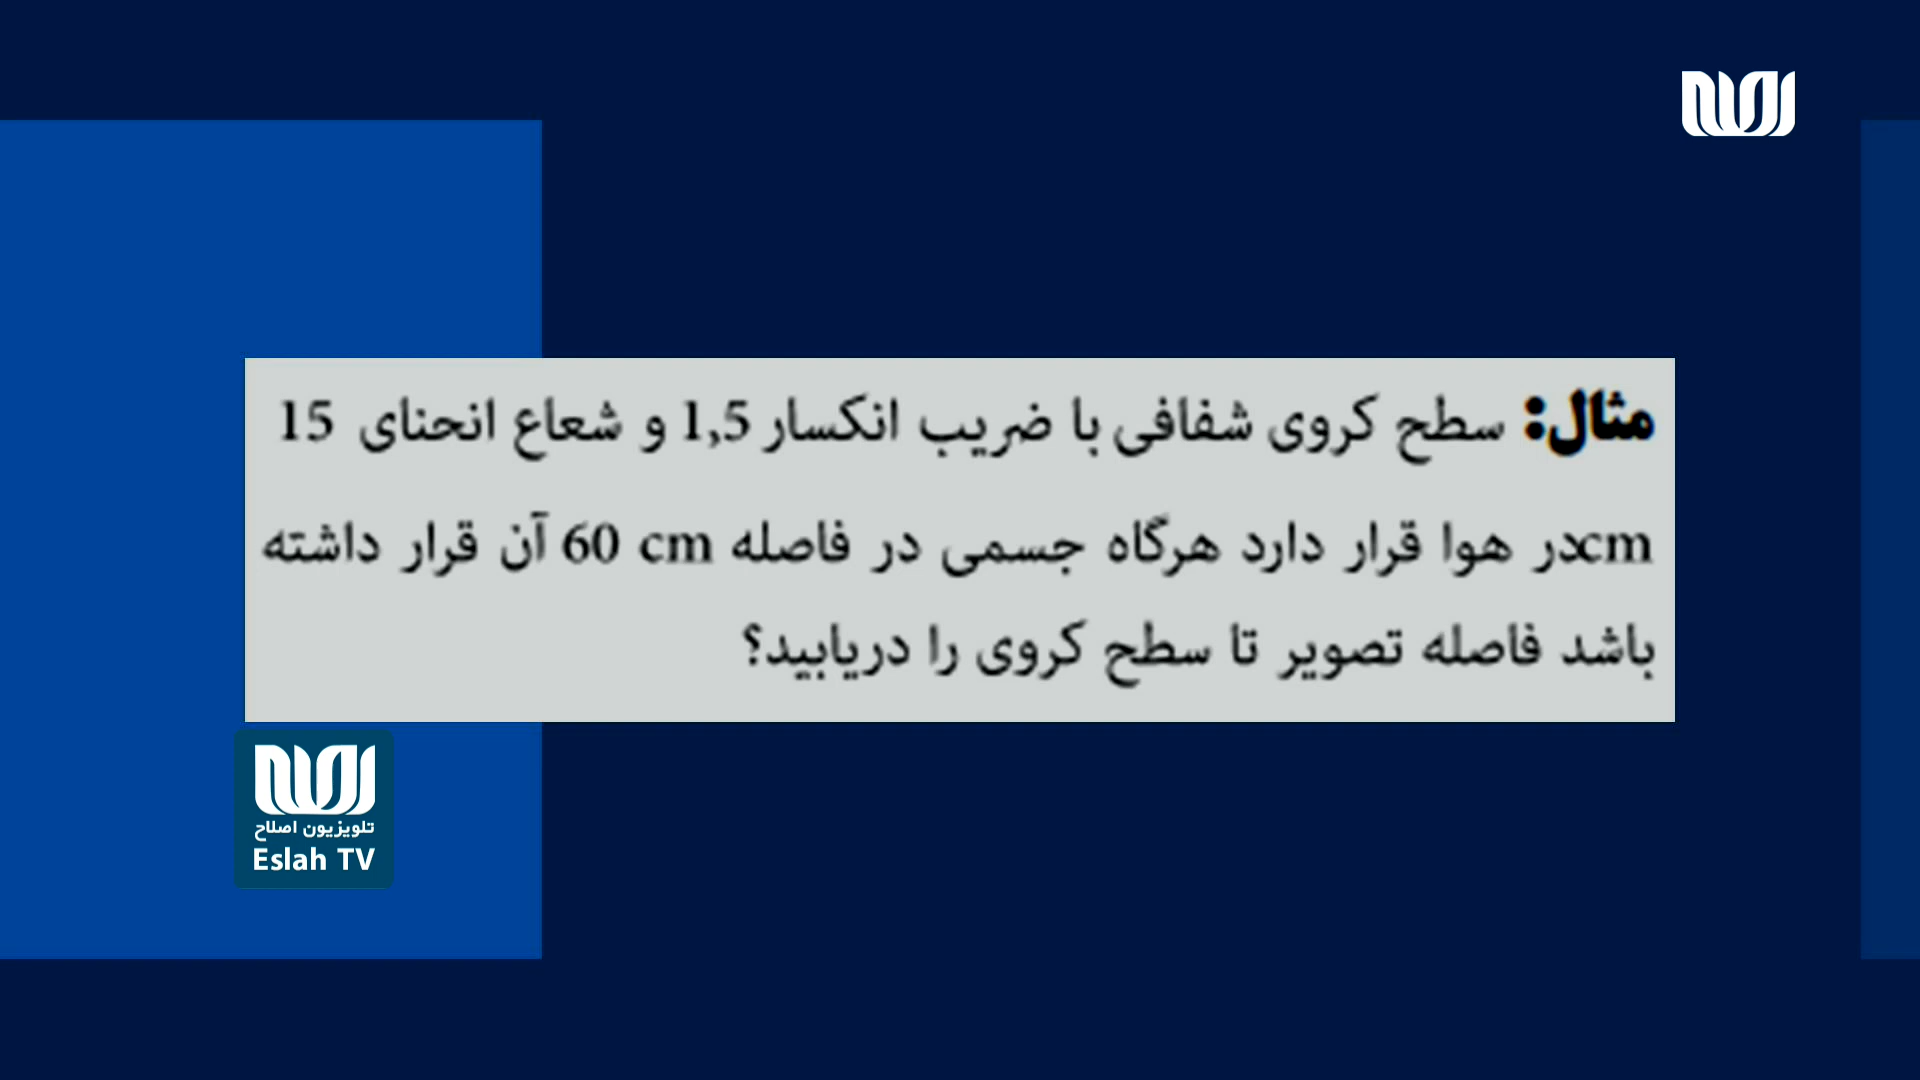 مثال: سطح کروی شفافی با ضریب انکسار 1,5 و شعاع انحنای 15
cmدر هوا قرار دارد هرگاه جسمی در فاصله 60 cm آن قرار داشته
باشد فاصله تصویر تا سطح کروی را دریابید؟
تلویزیون اصلاح
Eslah TV